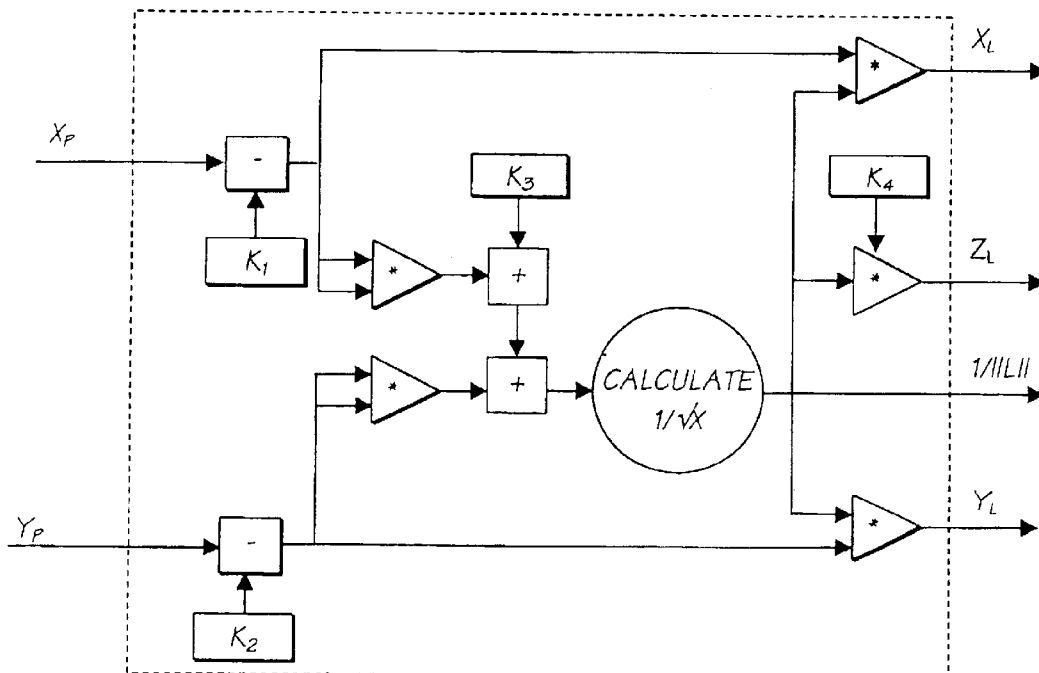 X_L
*
X_P
-
K_3
K_4
K_1
*
+
*
Z_L
*
+
CALCULATE
1/√X
1/||L||
Y_P
-
*
Y_L
K_2